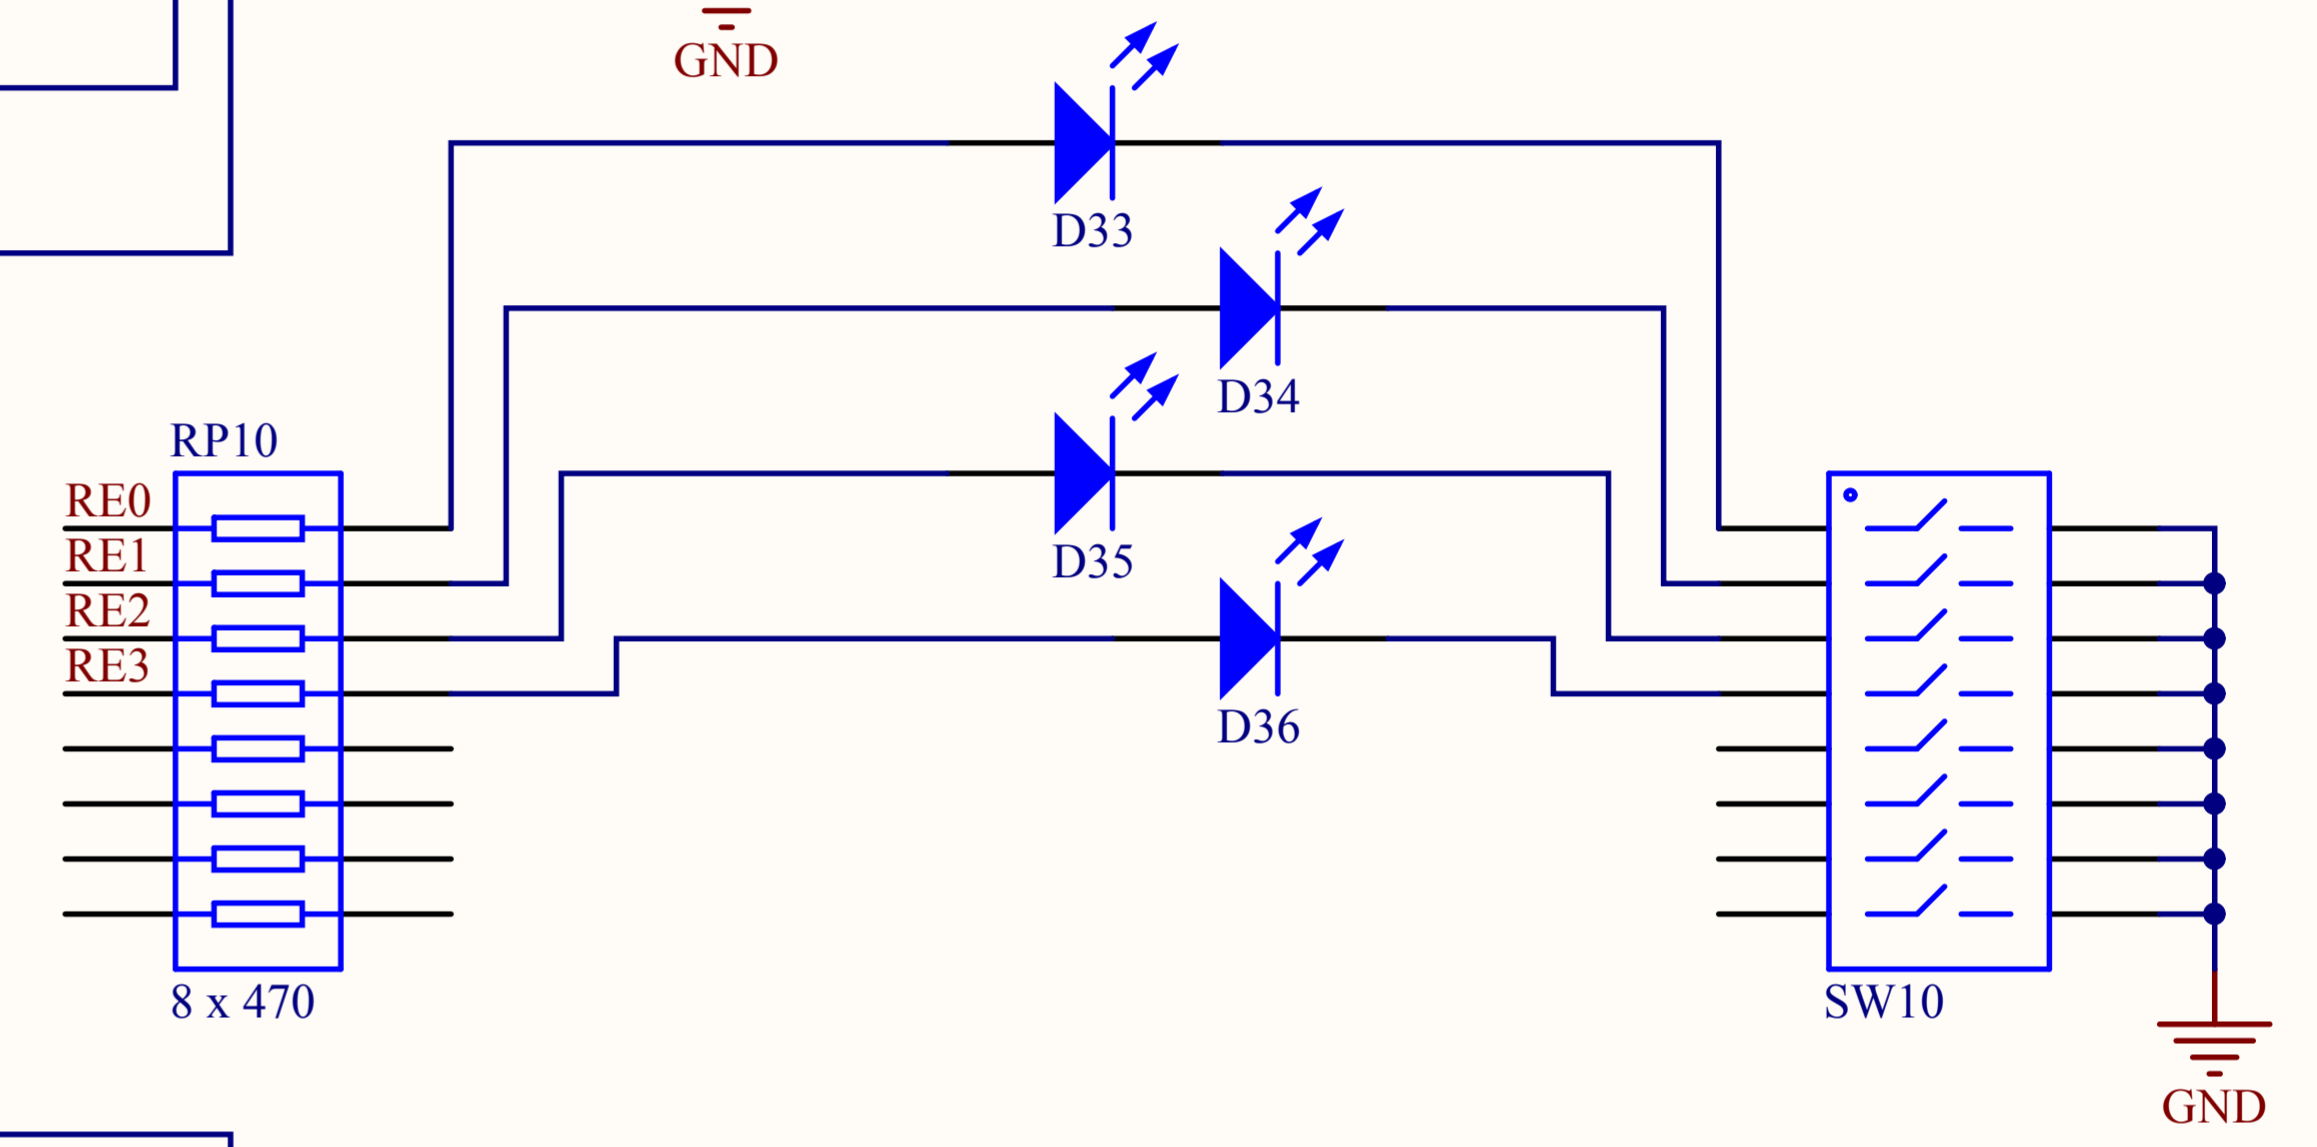 GND
D33
D34
RP10
RE0
RE1
D35
RE2
RE3
D36
8 x 470
SW10
GND